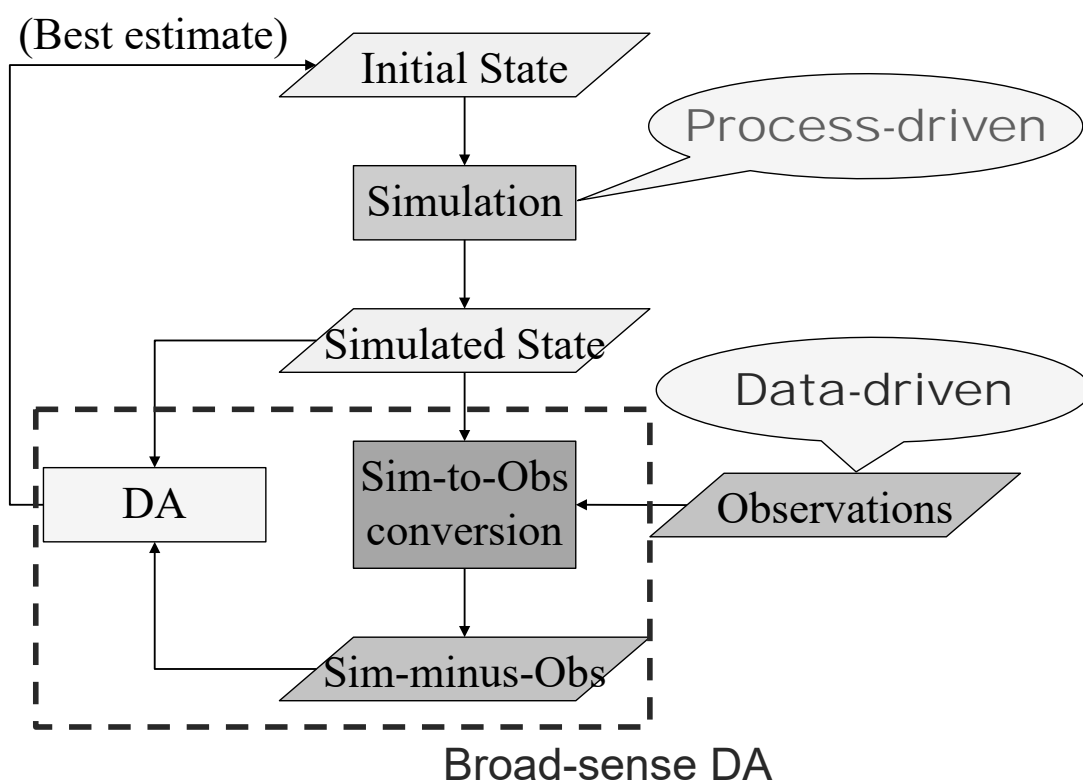 (Best estimate)
Initial State
Process-driven
Simulation
Simulated State
Data-driven
DA
Sim-to-Obs
conversion
Observations
Sim-minus-Obs
Broad-sense DA